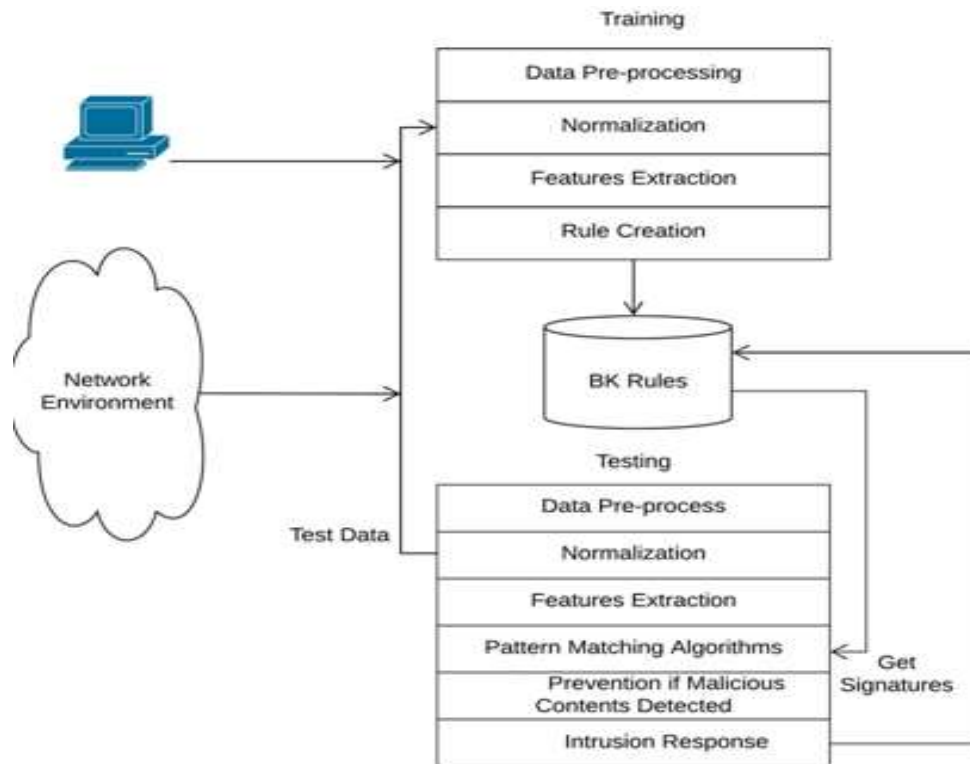 Training
Data Pre-processing
Normalization
Features Extraction
Rule Creation
Network
Environment
BK Rules
Testing
Data Pre-process
Test Data
Normalization
Features Extraction
Pattern Matching Algorithms
Get
Signatures
Prevention if Malicious
Contents Detected
Intrusion Response